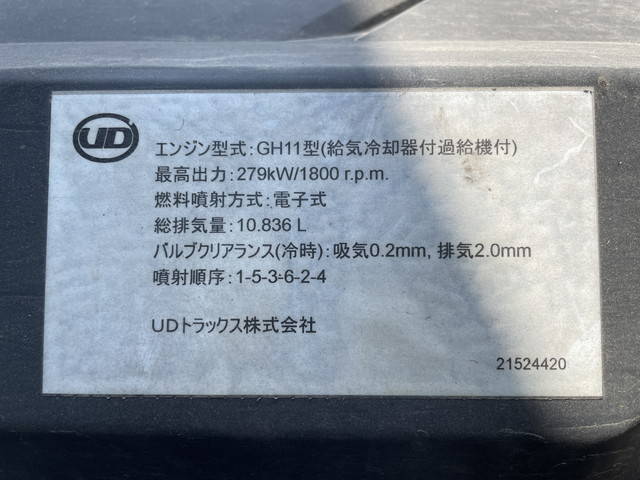 UD
エンジン型式:GH11型(給気冷却器付過給機付)
最高出力:279kW/1800 r.p.m.
燃料噴射方式:電子式
総排気量:10.836 L
バルブクリアランス(冷時):吸気0.2mm, 排気2.0mm
噴射順序:1-5-3-6-2-4
UDトラックス株式会社
21524420